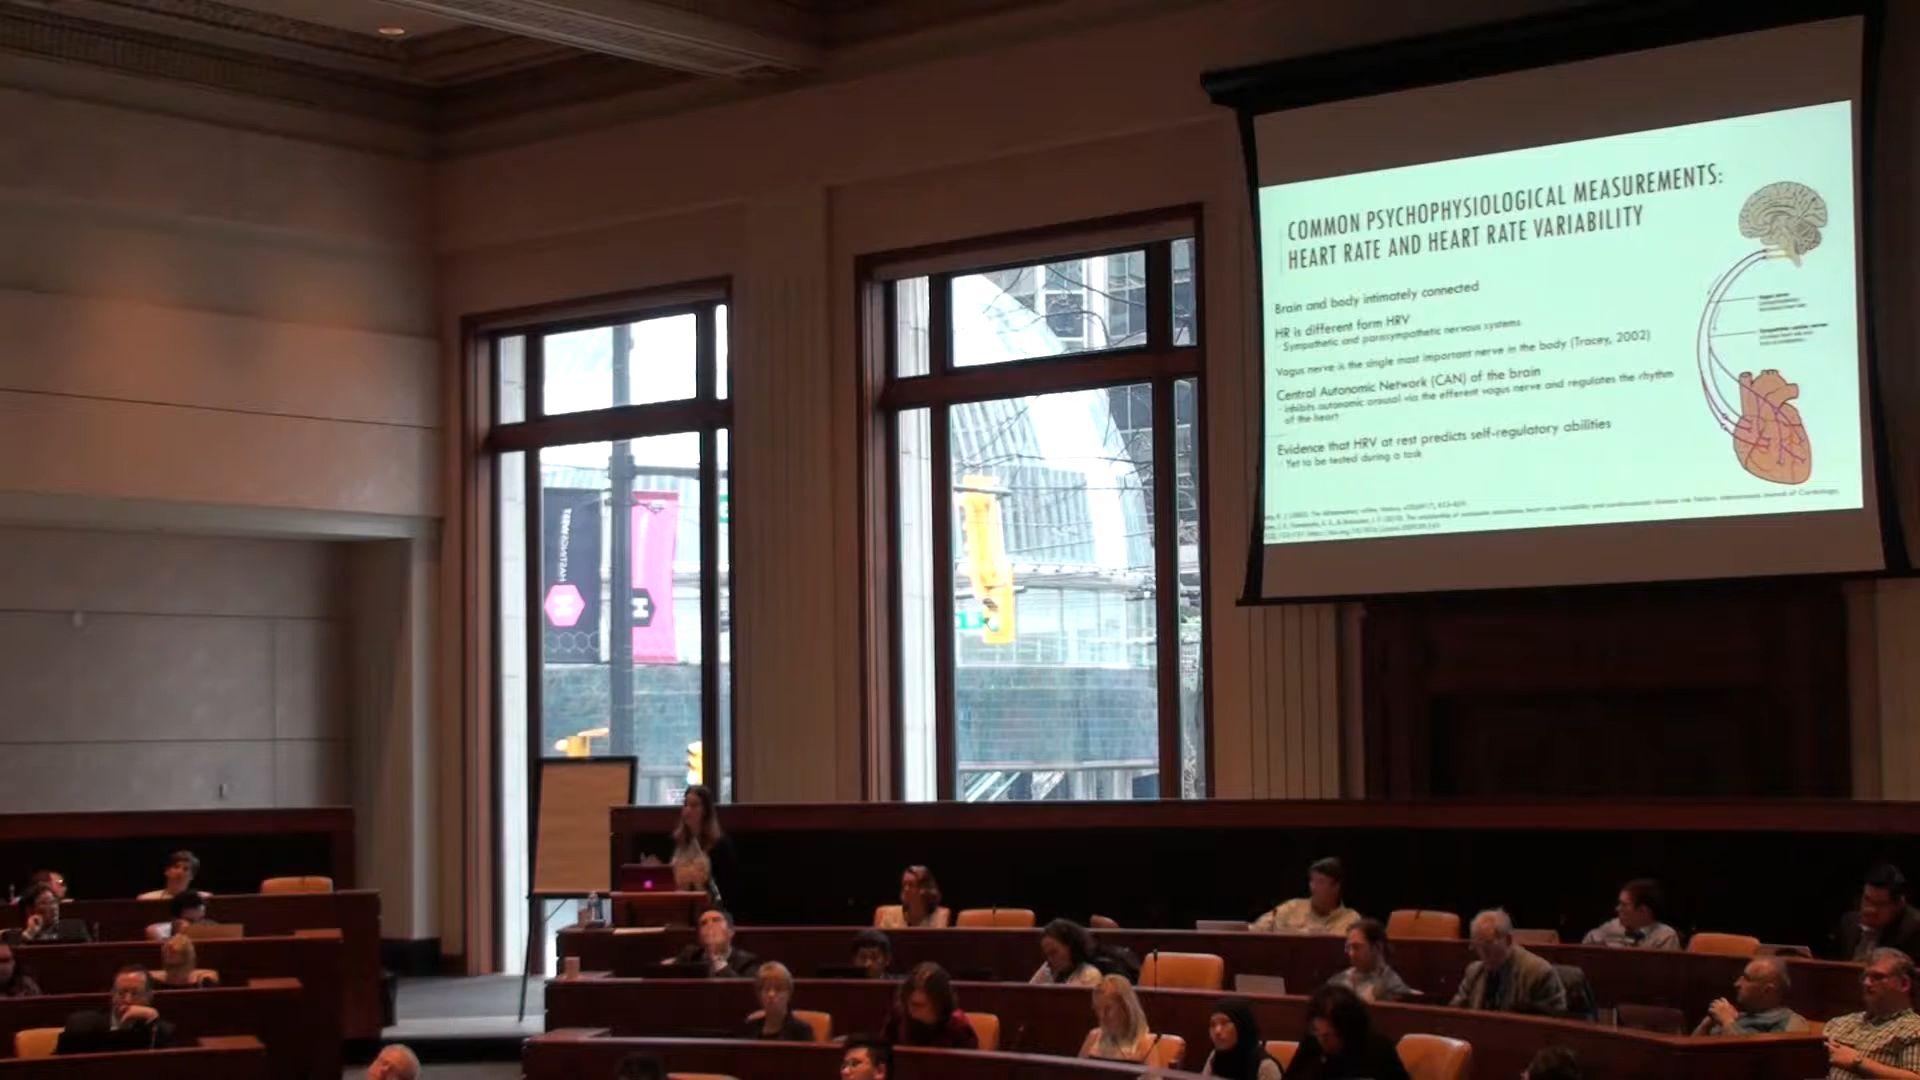 COMMON PSYCHOPHYSIOLOGICAL MEASUREMENTS:
HEART RATE AND HEART RATE VARIABILITY
Brain and body intimately connected
HR is different form HRV
- Sympathetic and parasympathetic nervous systems
Vagus nerve is the single most important nerve in the body (Tracey, 2002)
Central Autonomic Network (CAN) of the brain
- inhibits autonomic arousal via the efferent vagus nerve and regulates the rhythm
of the heart
Evidence that HRV at rest predicts self-regulatory abilities
- Yet to be tested during a task
H
H